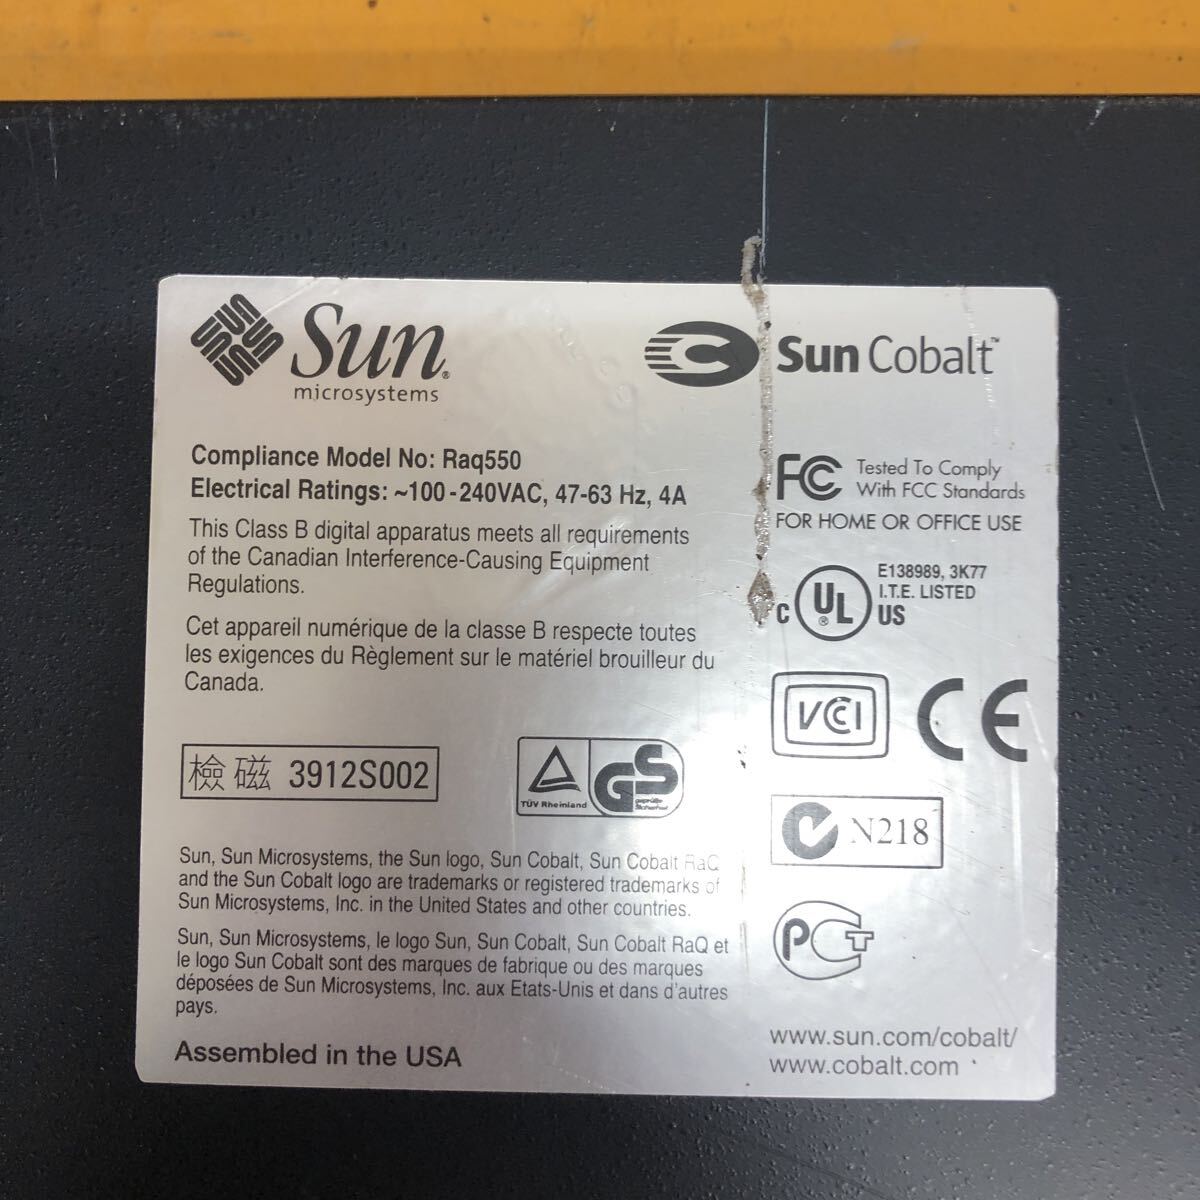 Sun
microsystems
Sun Cobalt™
Compliance Model No: Raq550
Electrical Ratings: ~100-240VAC, 47-63 Hz, 4A
This Class B digital apparatus meets all requirements
of the Canadian Interference-Causing Equipment
Regulations.
Cet appareil numérique de la classe B respecte toutes
les exigences du Règlement sur le matériel brouilleur du
Canada.
檢磁 3912S002
TÜV Rheinland
GS
geprüfte
Sicherheit
Sun, Sun Microsystems, the Sun logo, Sun Cobalt, Sun Cobalt RaQ
and the Sun Cobalt logo are trademarks or registered trademarks of
Sun Microsystems, Inc. in the United States and other countries.
Sun, Sun Microsystems, le logo Sun, Sun Cobalt, Sun Cobalt RaQ et
le logo Sun Cobalt sont des marques de fabrique ou des marques
déposées de Sun Microsystems, Inc. aux Etats-Unis et dans d'autres
pays.
Assembled in the USA
FC Tested To Comply
With FCC Standards
FOR HOME OR OFFICE USE
E138989, 3K77
I.T.E. LISTED
C UL® US
VCCI CE
N218
PCT
www.sun.com/cobalt/
www.cobalt.com